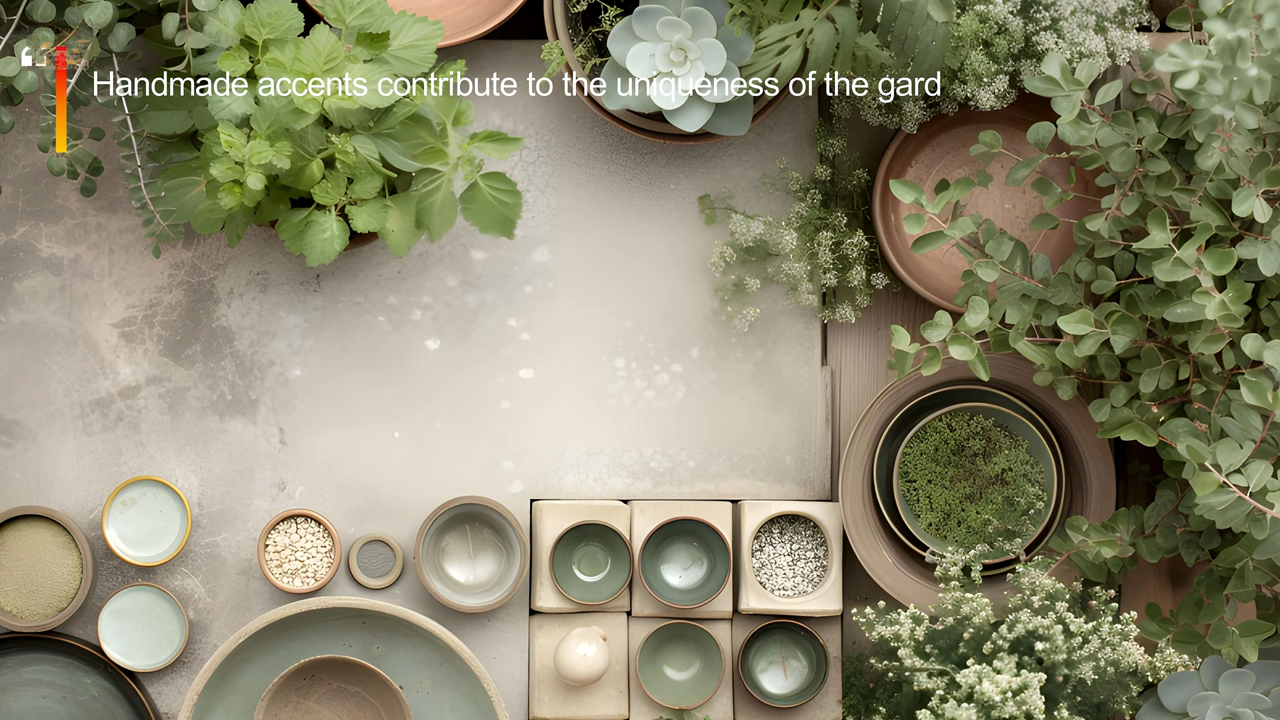 Handmade accents contribute to the uniqueness of the gard